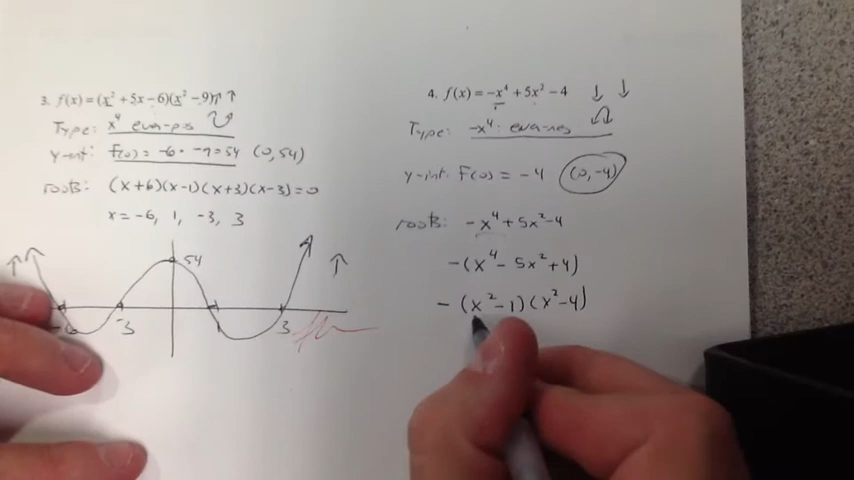 3. f(x) = (x² + 5x − 6)(x² − 9) ↑ ↑
Type: x⁴ even-pos
y-int: F(0) = -6 · -9 = 54 (0, 54)
roots: (x+6)(x-1)(x+3)(x-3)=0
x = -6, 1, -3, 3
54
-6
-3
3
4. f(x) = −x⁴ + 5x² − 4 ↓ ↓
Type: -x⁴: even-neg
y-int: F(0) = -4 (0, -4)
roots: -x⁴ + 5x² - 4
-(x⁴ - 5x² + 4)
-(x² - 1)(x² - 4)